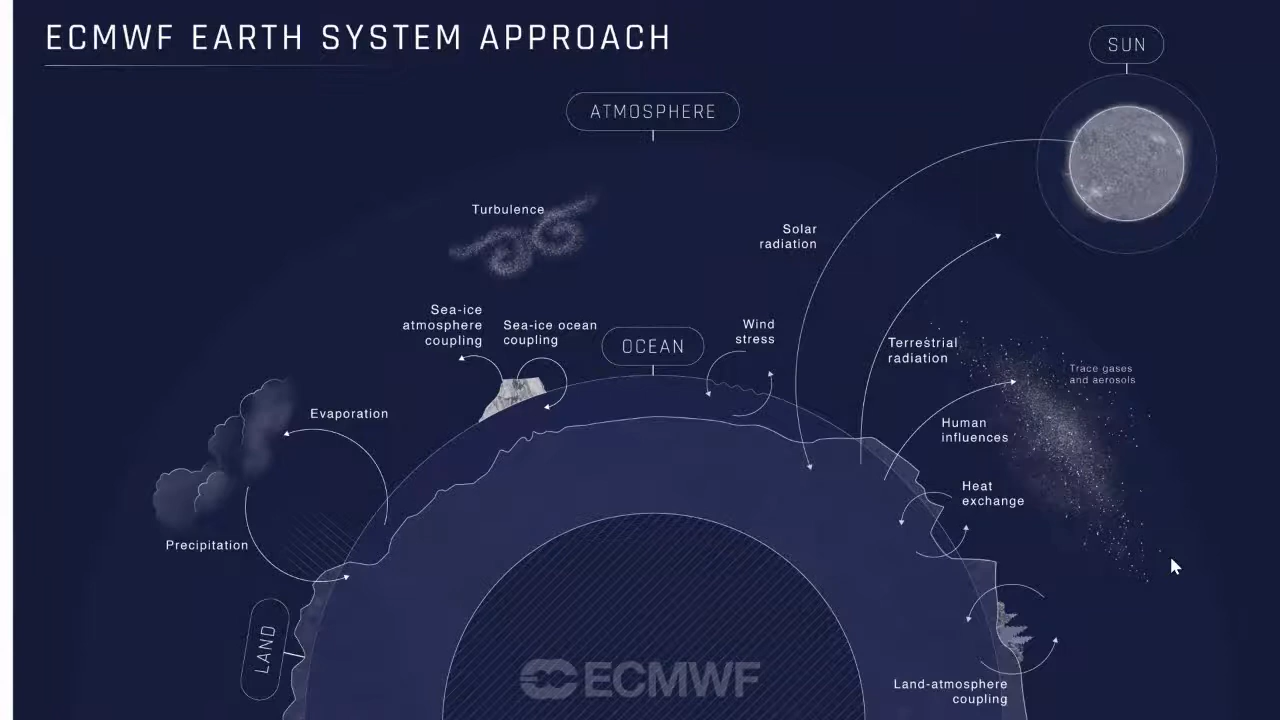 ECMWF EARTH SYSTEM APPROACH
SUN
ATMOSPHERE
Turbulence
Solar
radiation
Sea-ice
atmosphere
coupling
Sea-ice ocean
coupling
OCEAN
Wind
stress
Terrestrial
radiation
Trace gases
and aerosols
Evaporation
Human
influences
Heat
exchange
Precipitation
LAND
Land-atmosphere
coupling
ECMWF